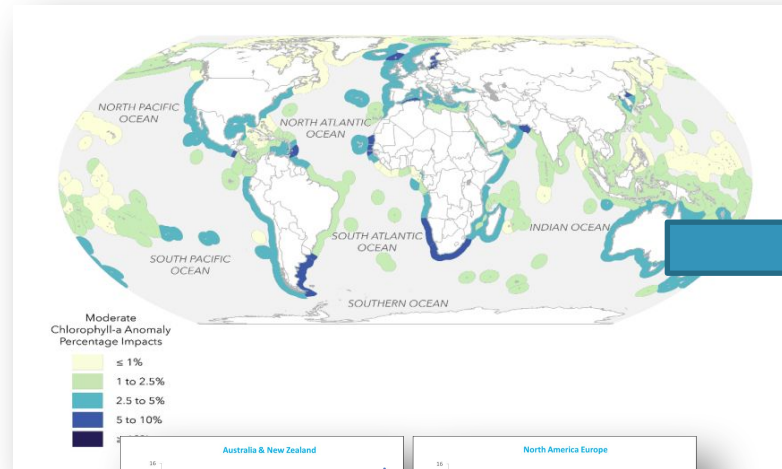 NORTH PACIFIC
OCEAN
NORTH ATLANTIC
OCEAN
SOUTH PACIFIC
OCEAN
SOUTH ATLANTIC
OCEAN
INDIAN OCEAN
SOUTHERN OCEAN
Moderate
Chlorophyll-a Anomaly
Percentage Impacts
≤ 1%
1 to 2.5%
2.5 to 5%
5 to 10%
Australia & New Zealand
16
North America Europe
16